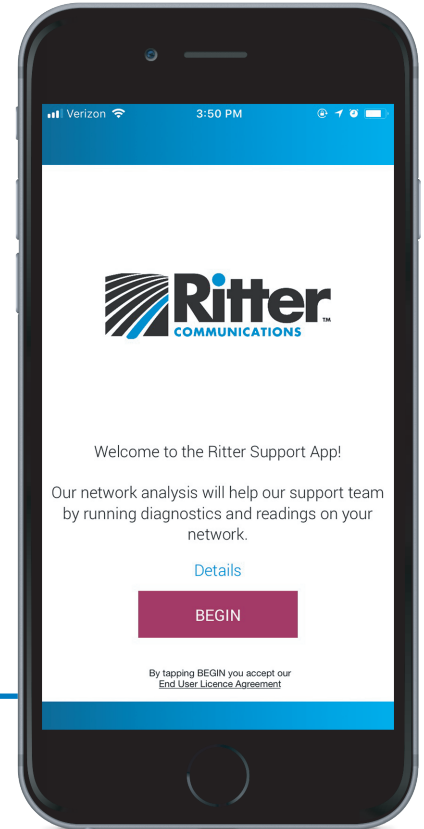 Verizon 3:50 PM
Ritter™
COMMUNICATIONS
Welcome to the Ritter Support App!
Our network analysis will help our support team
by running diagnostics and readings on your
network.
Details
BEGIN
By tapping BEGIN you accept our
End User Licence Agreement